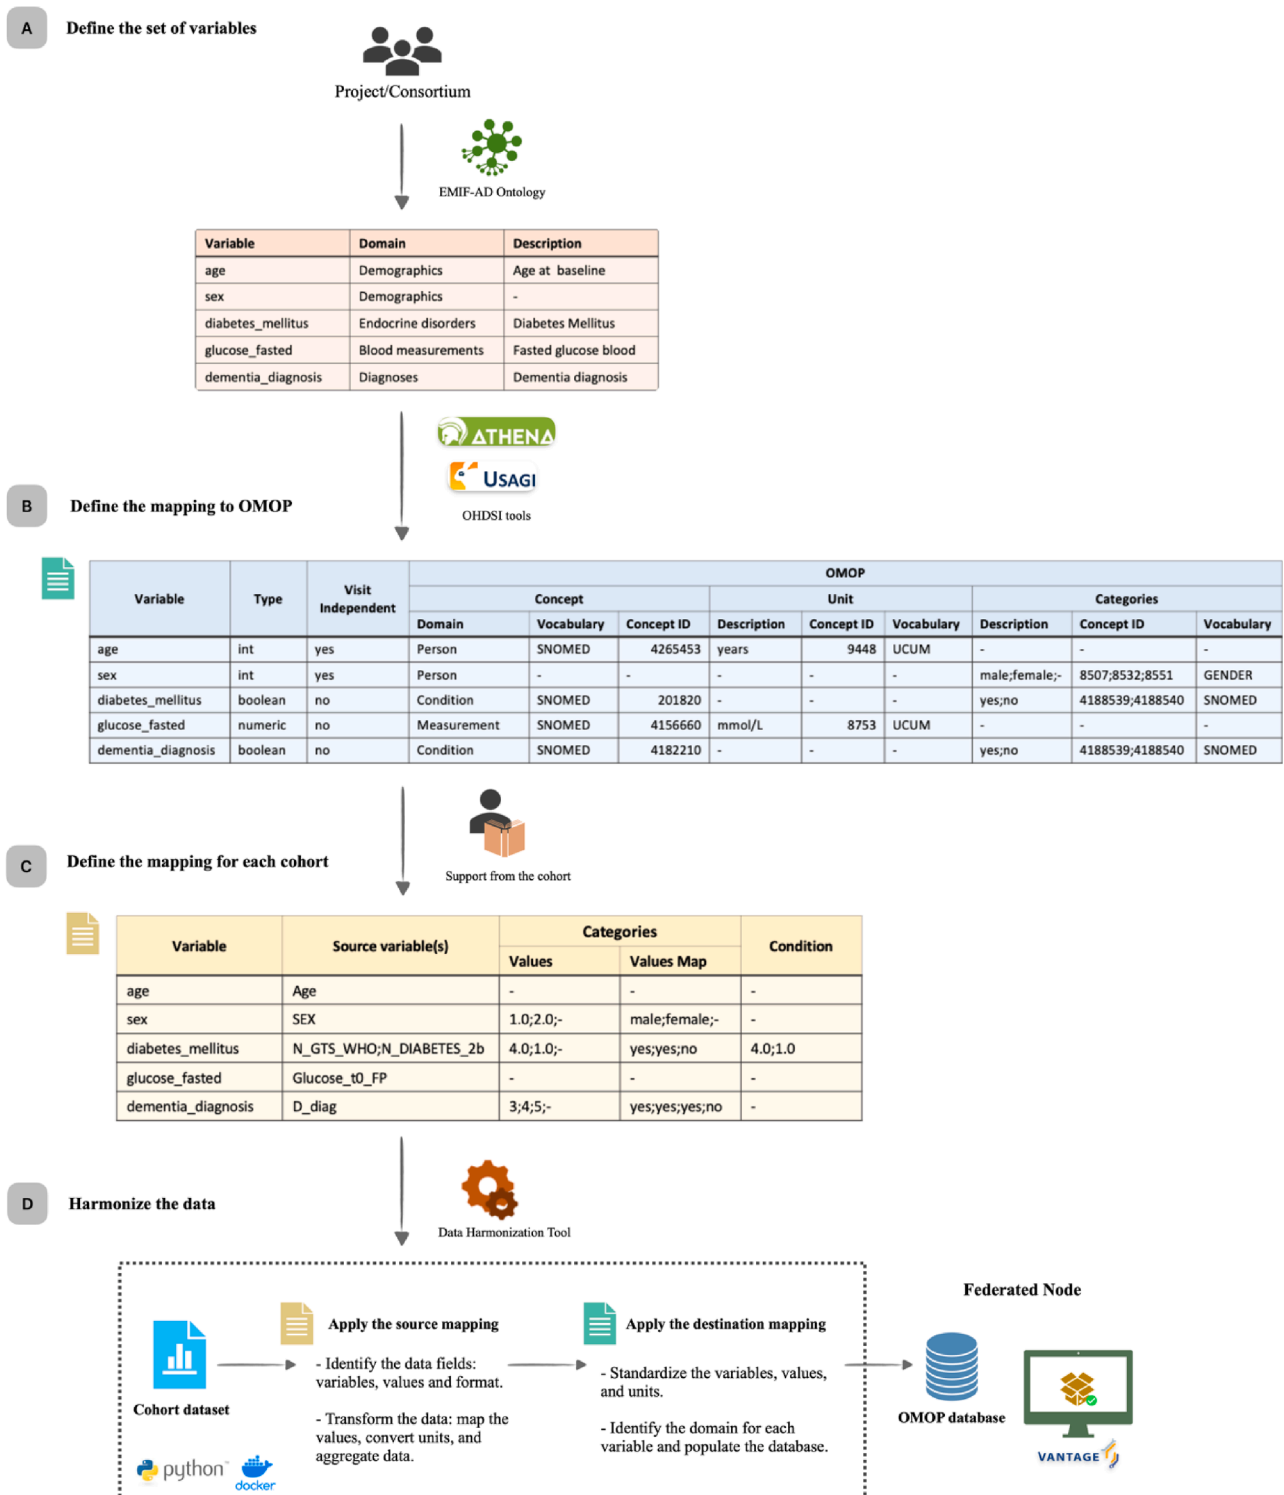 A Define the set of variables
Project/Consortium
EMIF-AD Ontology
Variable Domain Description
age Demographics Age at baseline
sex Demographics -
diabetes_mellitus Endocrine disorders Diabetes Mellitus
glucose_fasted Blood measurements Fasted glucose blood
dementia_diagnosis Diagnoses Dementia diagnosis
ATHENA
USAGI
OHDSI tools
B Define the mapping to OMOP
OMOP
Variable Type Visit Independent Concept Unit Categories
Domain Vocabulary Concept ID Description Concept ID Vocabulary Description Concept ID Vocabulary
age int yes Person SNOMED 4265453 years 9448 UCUM - - -
sex int yes Person - - - - - male;female;- 8507;8532;8551 GENDER
diabetes_mellitus boolean no Condition SNOMED 201820 - - - yes;no 4188539;4188540 SNOMED
glucose_fasted numeric no Measurement SNOMED 4156660 mmol/L 8753 UCUM - - -
dementia_diagnosis boolean no Condition SNOMED 4182210 - - - yes;no 4188539;4188540 SNOMED
Support from the cohort
C Define the mapping for each cohort
Variable Source variable(s) Categories Condition
Values Values Map
age Age - - -
sex SEX 1.0;2.0;- male;female;- -
diabetes_mellitus N_GTS_WHO;N_DIABETES_2b 4.0;1.0;- yes;yes;no 4.0;1.0
glucose_fasted Glucose_t0_FP - - -
dementia_diagnosis D_diag 3;4;5;- yes;yes;yes;no -
Data Harmonization Tool
D Harmonize the data
Cohort dataset
python
docker
Apply the source mapping
- Identify the data fields:
variables, values and format.
- Transform the data: map the
values, convert units, and
aggregate data.
Apply the destination mapping
- Standardize the variables, values,
and units.
- Identify the domain for each
variable and populate the database.
Federated Node
OMOP database
VANTAGE6